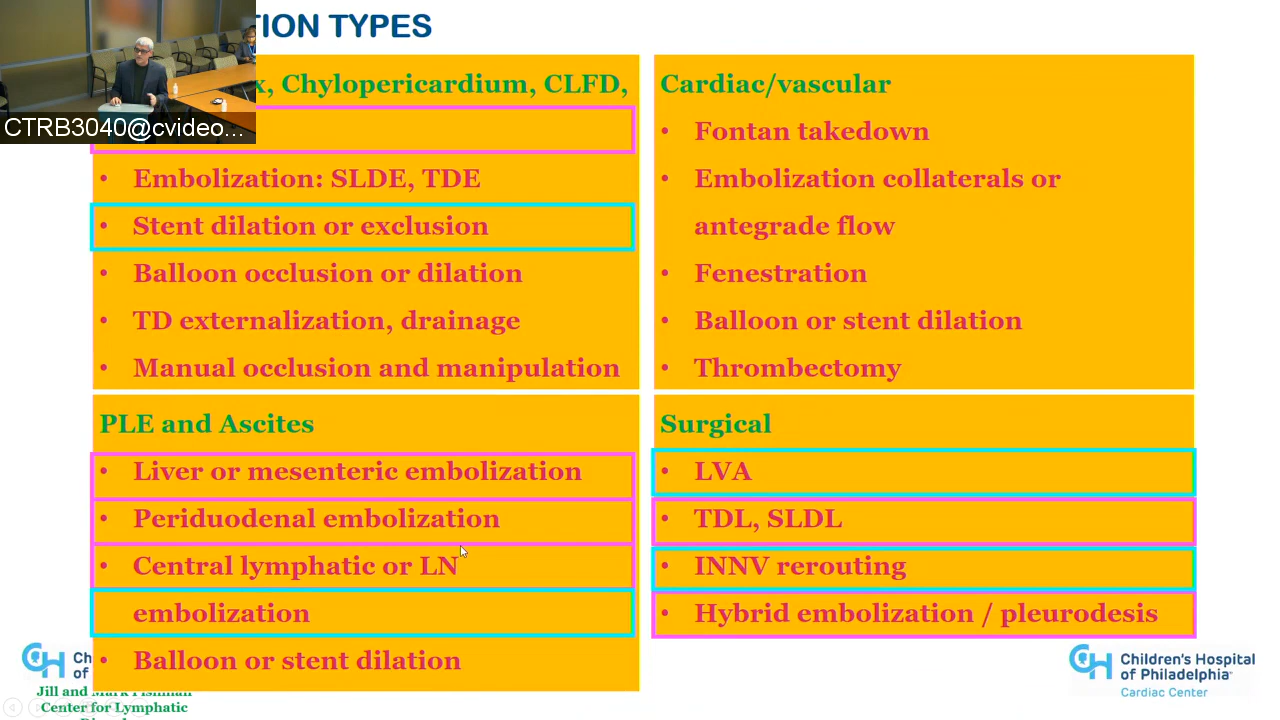 TION TYPES
x, Chylopericardium, CLFD,
CTRB3040@cvideo...
• Embolization: SLDE, TDE
• Stent dilation or exclusion
• Balloon occlusion or dilation
• TD externalization, drainage
• Manual occlusion and manipulation
Cardiac/vascular
• Fontan takedown
• Embolization collaterals or
antegrade flow
• Fenestration
• Balloon or stent dilation
• Thrombectomy
PLE and Ascites
• Liver or mesenteric embolization
• Periduodenal embolization
• Central lymphatic or LN
embolization
• Balloon or stent dilation
Surgical
• LVA
• TDL, SLDL
• INNV rerouting
• Hybrid embolization / pleurodesis
CH Ch
of
Jill and Mark Fishman
Center for Lymphatic
CH Children's Hospital
of Philadelphia
Cardiac Center